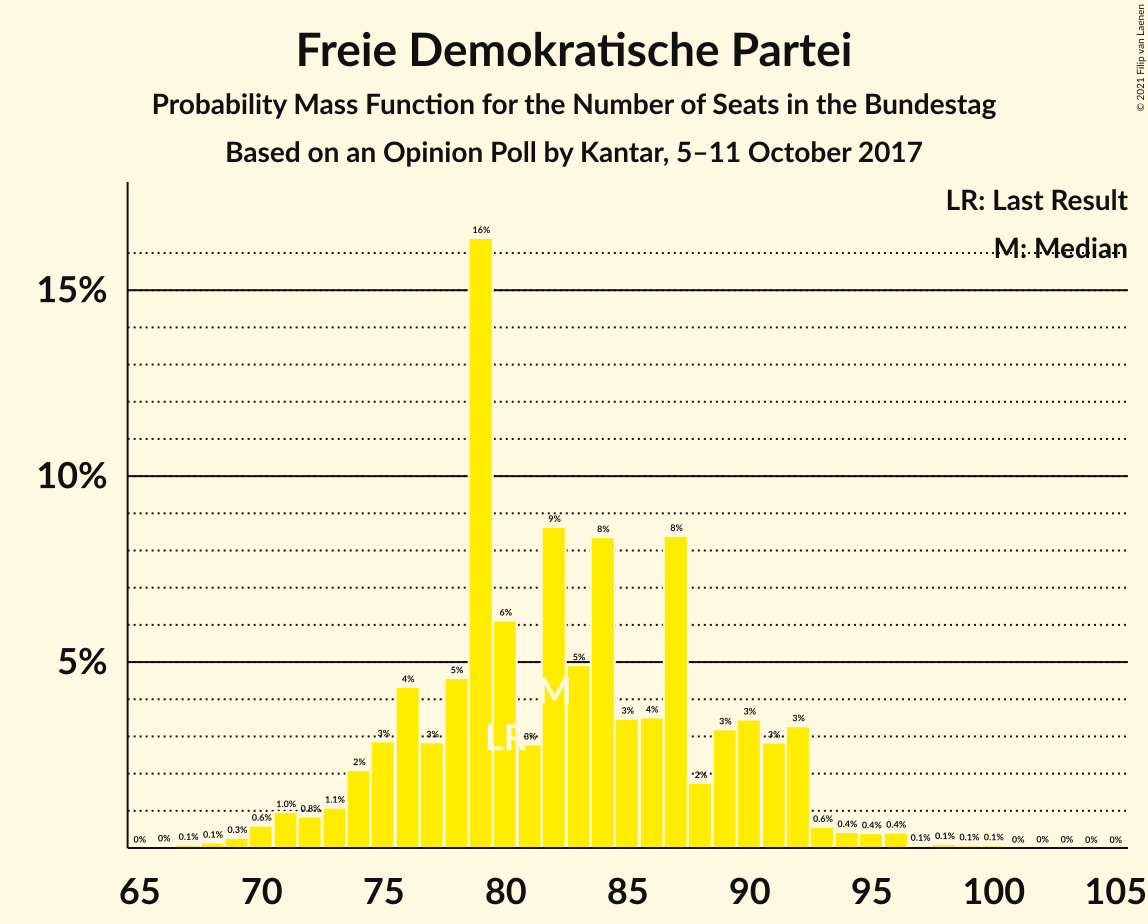 Freie Demokratische Partei
Probability Mass Function for the Number of Seats in the Bundestag
Based on an Opinion Poll by Kantar, 5–11 October 2017
© 2021 Filip van Laenen
LR: Last Result
M: Median
15%
10%
5%
0% 0% 0.1% 0.1% 0.3% 0.6% 1.0% 0.8% 1.1% 2% 3% 4% 3% 5% 16% 6% 3% 9% 5% 8% 3% 4% 8% 2% 3% 3% 3% 3% 0.6% 0.4% 0.4% 0.4% 0.1% 0.1% 0.1% 0.1% 0% 0% 0% 0% 0%
M
LR
65 70 75 80 85 90 95 100 105